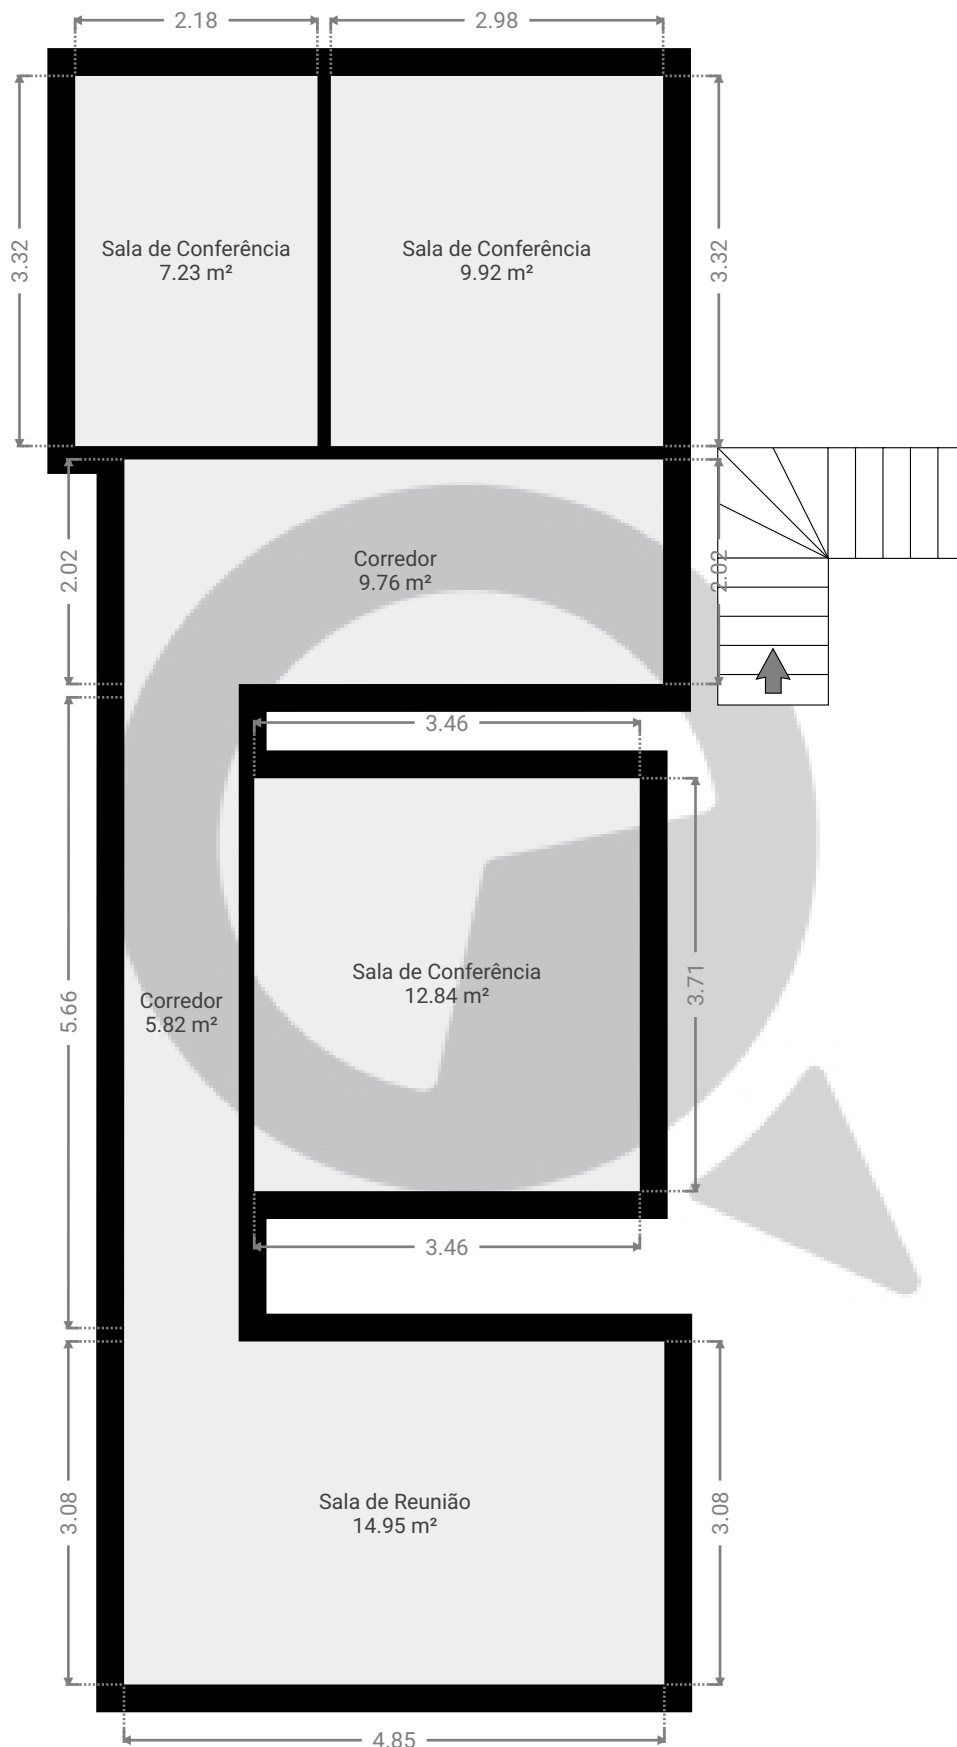 2.18
2.98
3.32
Sala de Conferência
7.23 m²
Sala de Conferência
9.92 m²
3.32
2.02
Corredor
9.76 m²
2.02
3.46
5.66
Corredor
5.82 m²
Sala de Conferência
12.84 m²
3.71
3.46
3.08
Sala de Reunião
14.95 m²
3.08
4.85